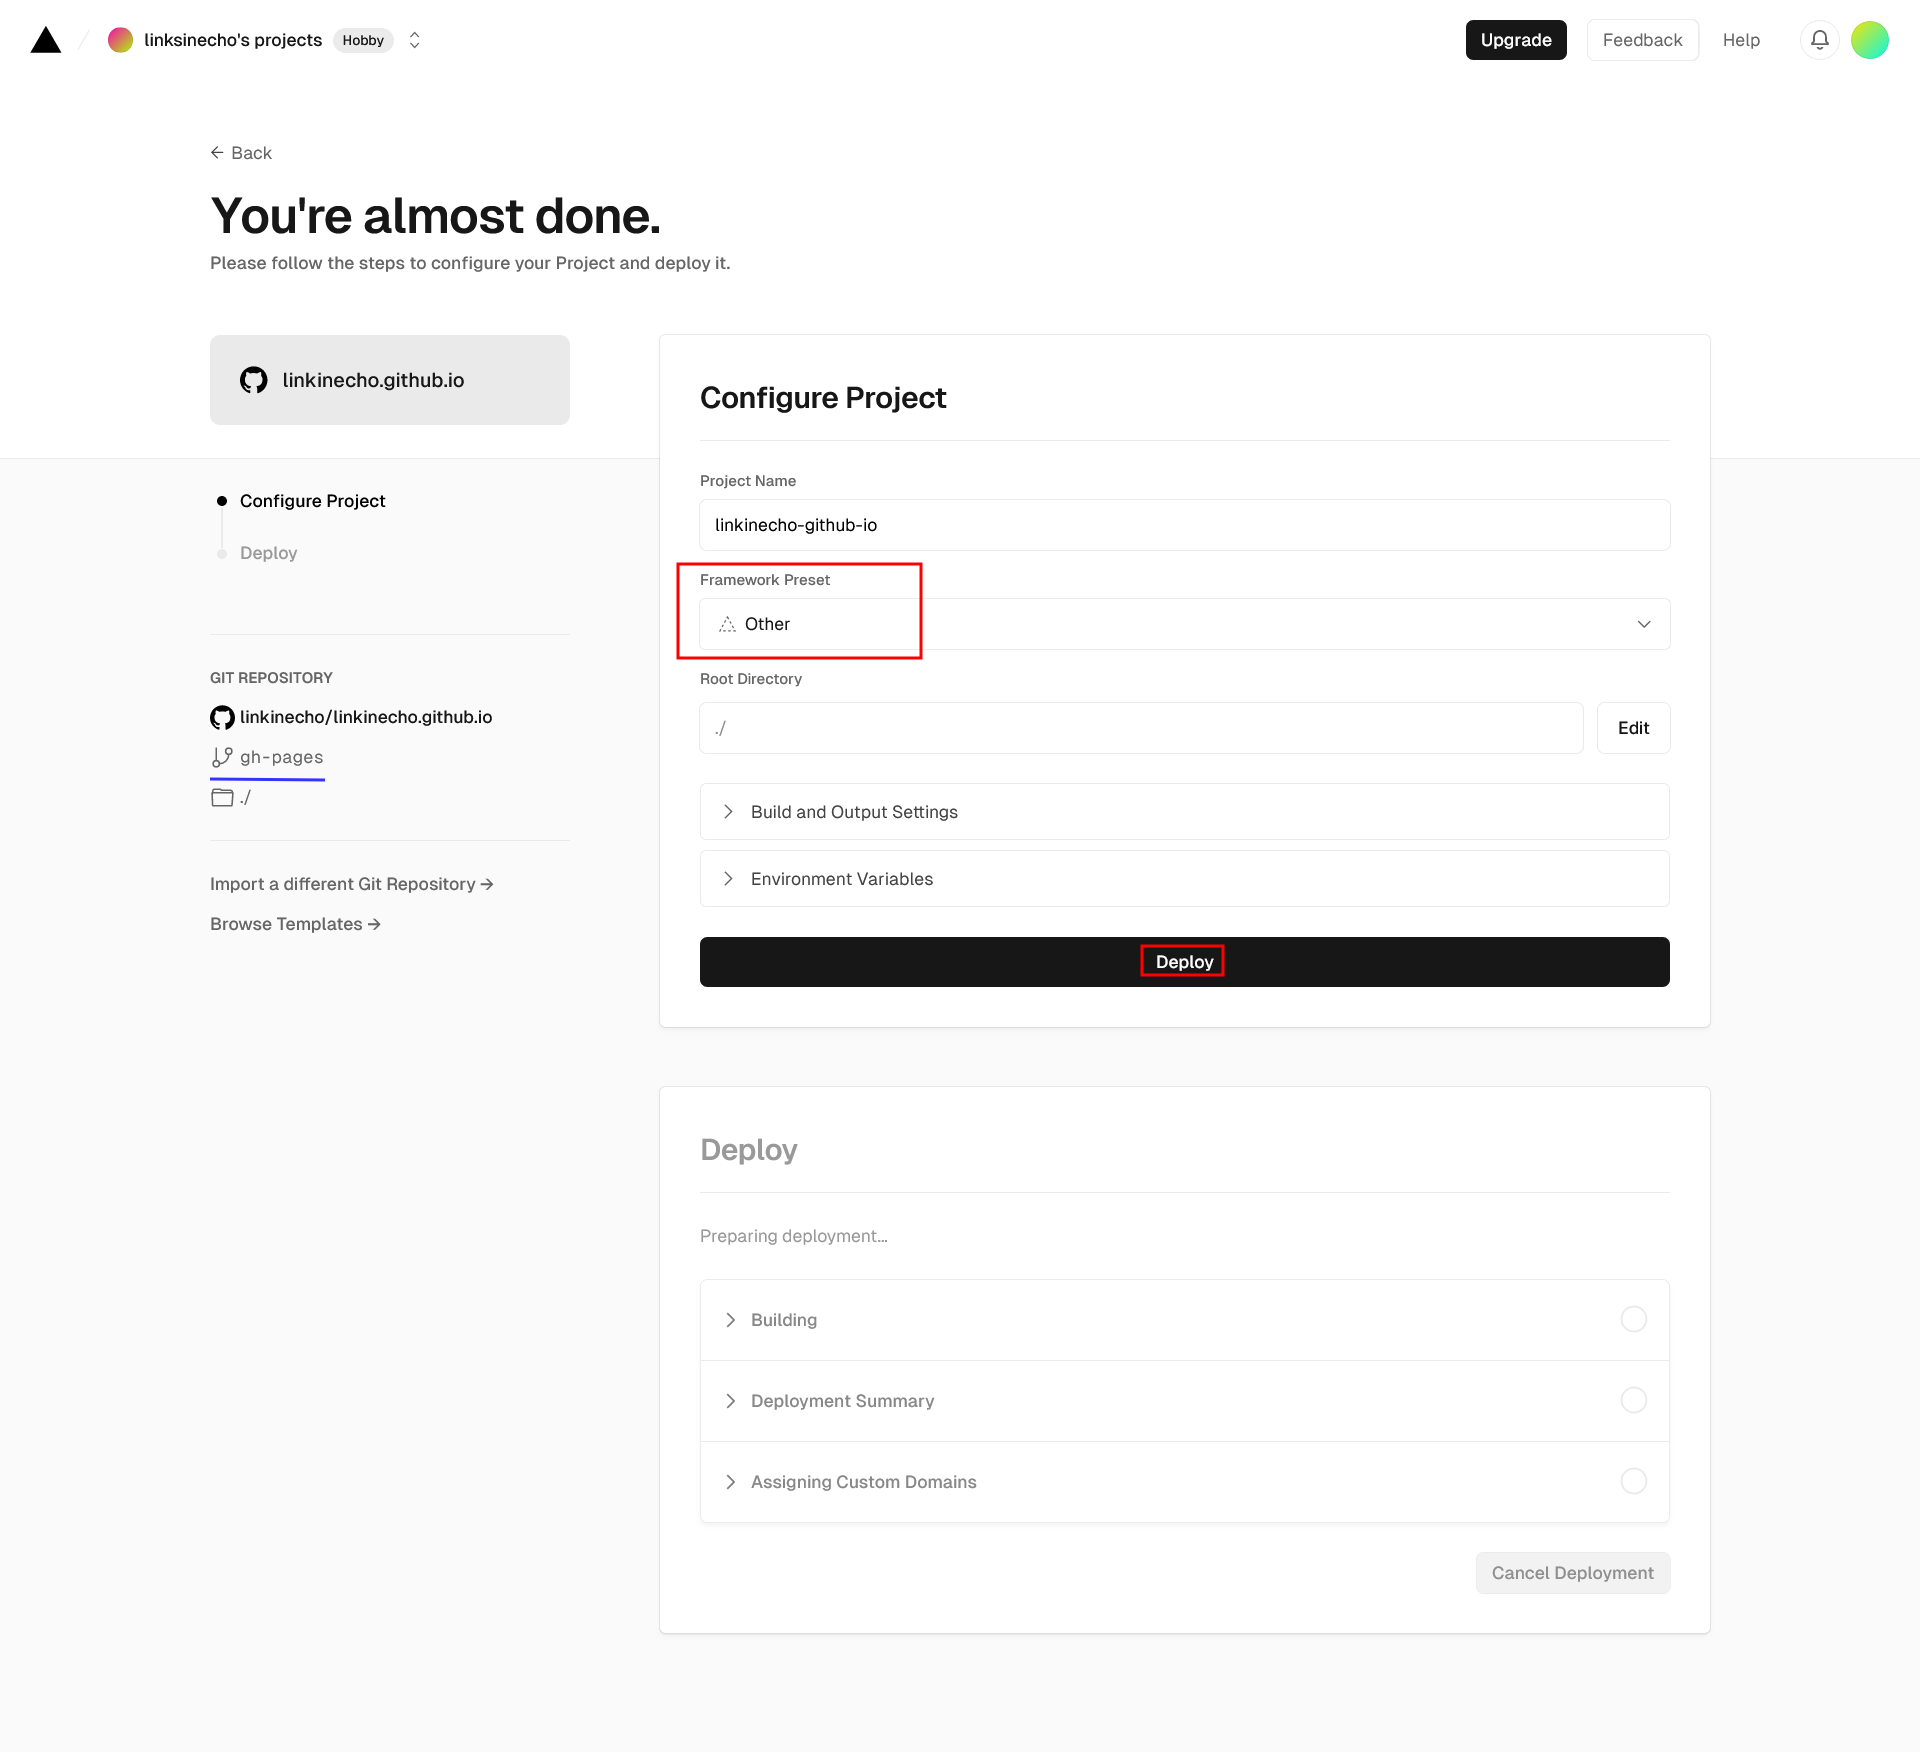 linksinecho's projects Hobby
Upgrade
Feedback
Help
← Back
You're almost done.
Please follow the steps to configure your Project and deploy it.
linkinecho.github.io
Configure Project
Deploy
GIT REPOSITORY
linkinecho/linkinecho.github.io
gh-pages
./
Import a different Git Repository →
Browse Templates →
Configure Project
Project Name
linkinecho-github-io
Framework Preset
Other
Root Directory
./
Edit
Build and Output Settings
Environment Variables
Deploy
Deploy
Preparing deployment...
Building
Deployment Summary
Assigning Custom Domains
Cancel Deployment